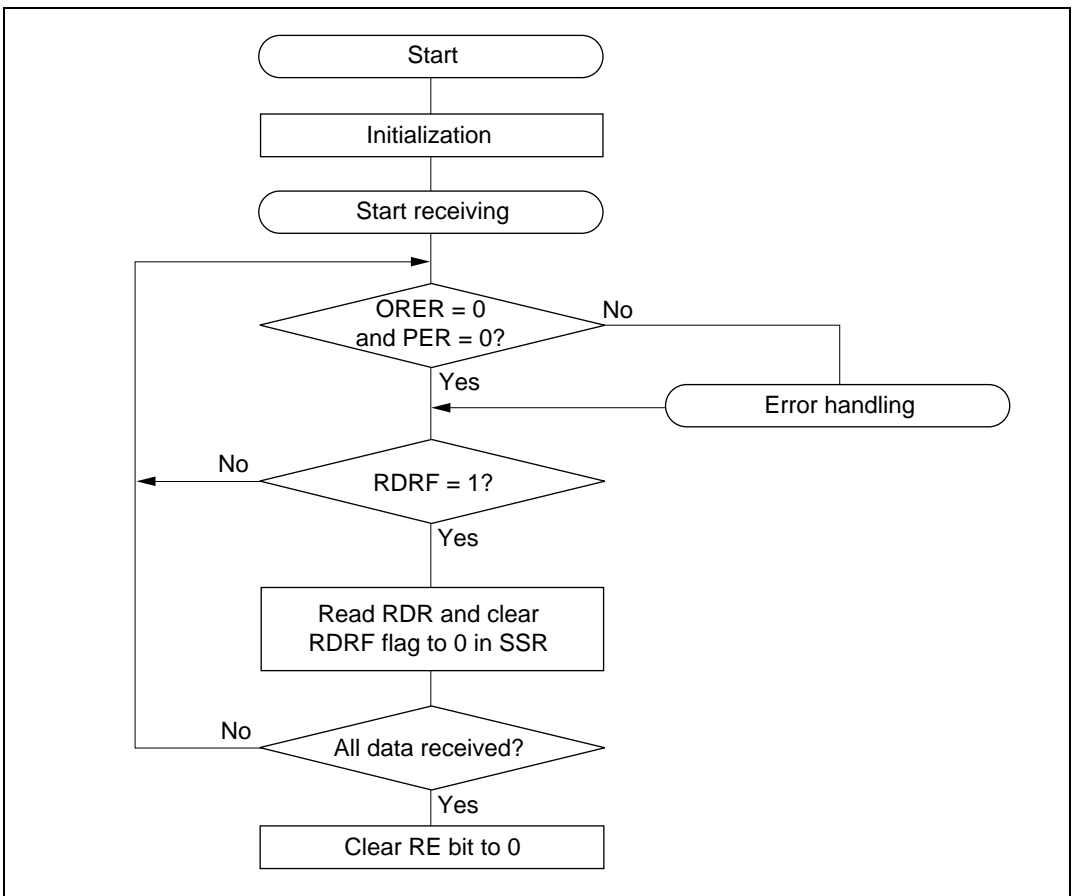 Start
Initialization
Start receiving
ORER = 0
and PER = 0?
No
Yes
Error handling
No
RDRF = 1?
Yes
Read RDR and clear
RDRF flag to 0 in SSR
No
All data received?
Yes
Clear RE bit to 0